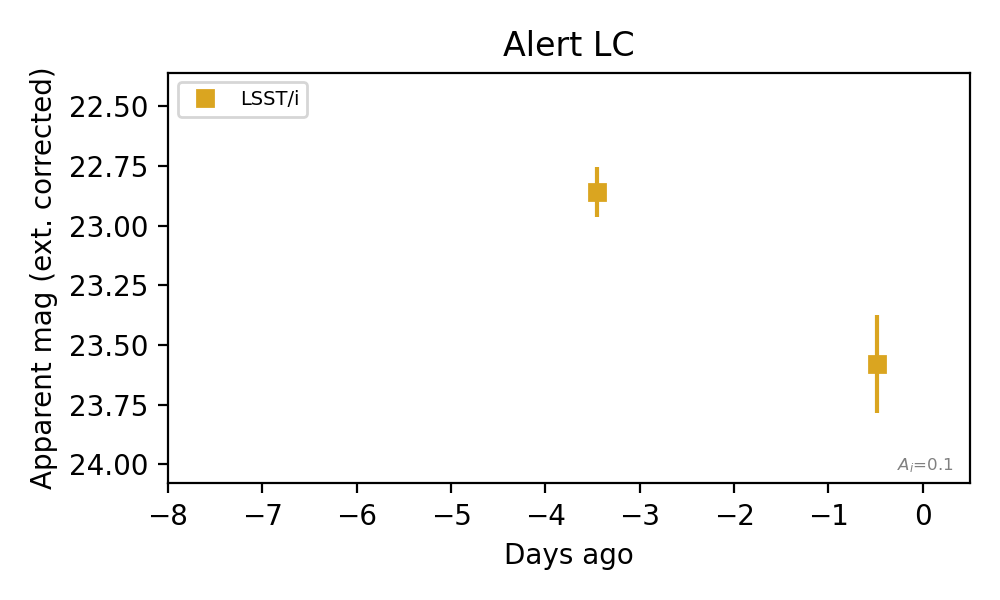 Alert LC
LSST/i
Apparent mag (ext. corrected)
22.50
22.75
23.00
23.25
23.50
23.75
24.00
A_i=0.1
−8 −7 −6 −5 −4 −3 −2 −1 0
Days ago